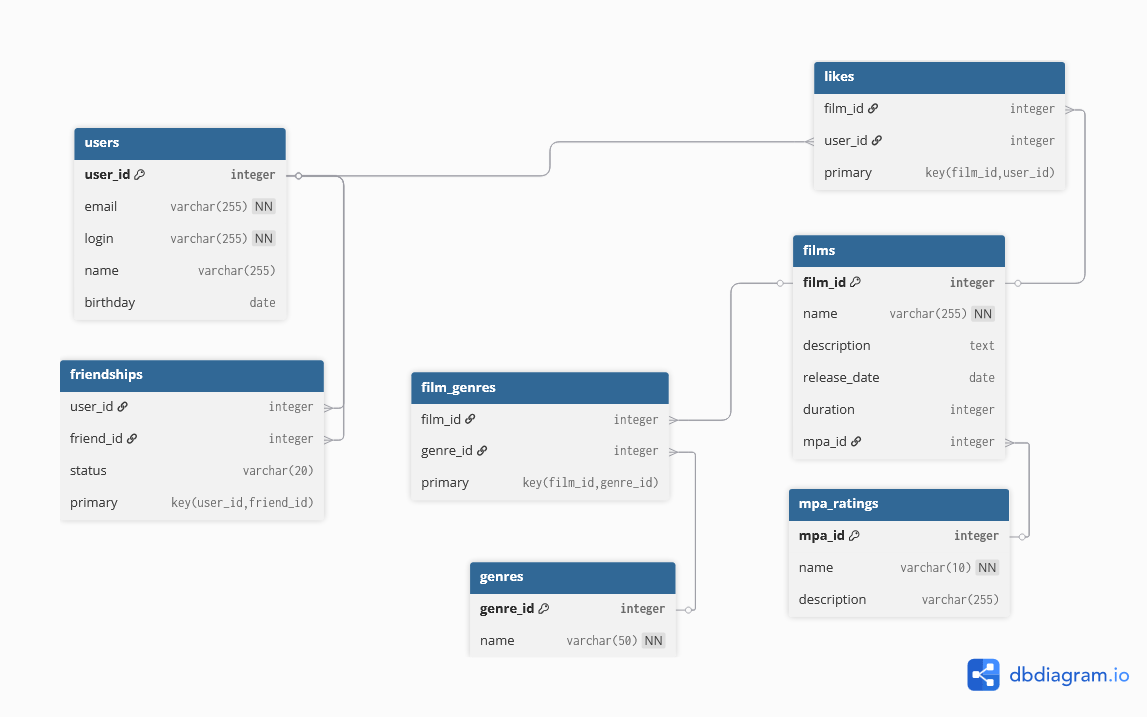 users
user_id integer
email varchar(255) NN
login varchar(255) NN
name varchar(255)
birthday date
friendships
user_id integer
friend_id integer
status varchar(20)
primary key(user_id,friend_id)
film_genres
film_id integer
genre_id integer
primary key(film_id,genre_id)
genres
genre_id integer
name varchar(50) NN
likes
film_id integer
user_id integer
primary key(film_id,user_id)
films
film_id integer
name varchar(255) NN
description text
release_date date
duration integer
mpa_id integer
mpa_ratings
mpa_id integer
name varchar(10) NN
description varchar(255)
dbdiagram.io